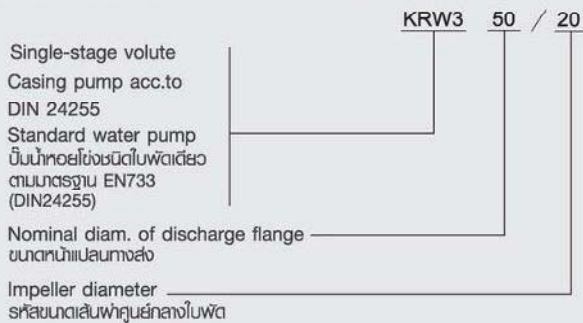 KRW3 50 / 20
Single-stage volute
Casing pump acc.to
DIN 24255
Standard water pump
ปั๊มน้ำหอยโข่งชนิดใบพัดเดียว
ตามมาตรฐาน EN733
(DIN24255)
Nominal diam. of discharge flange
ขนาดหน้าแปลนทางส่ง
Impeller diameter
รหัสขนาดเส้นผ่าศูนย์กลางใบพัด